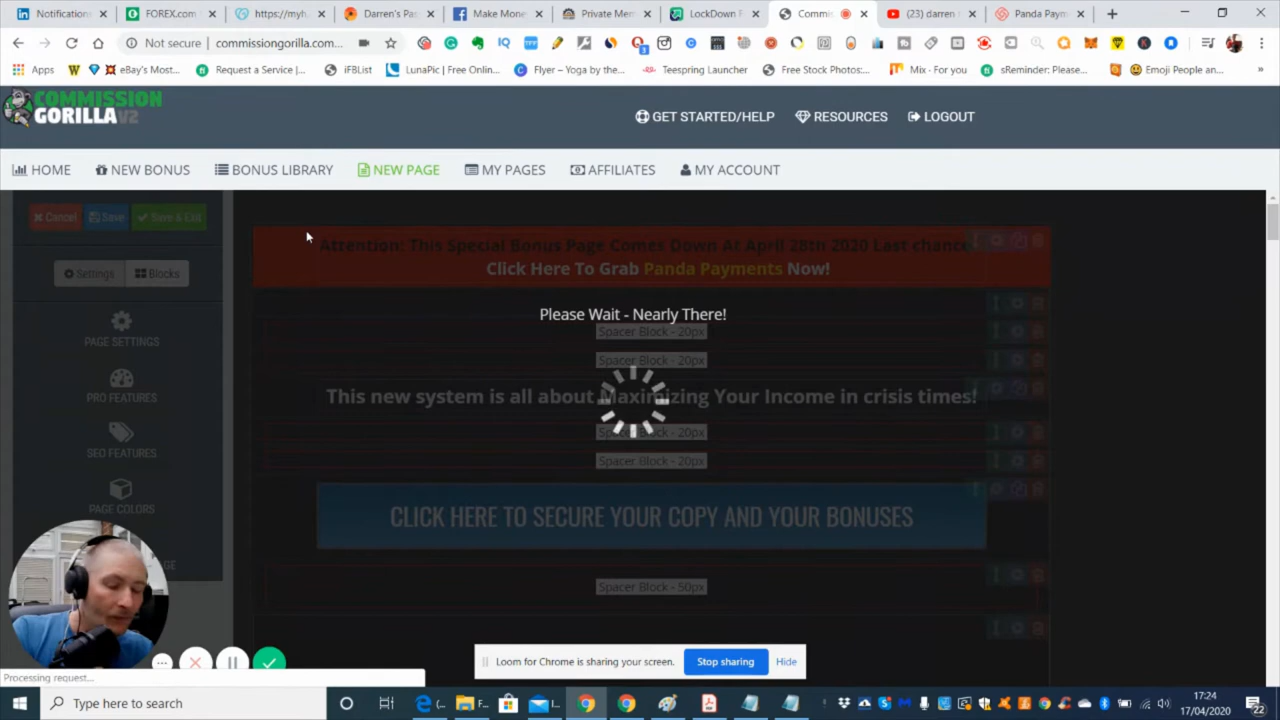 Notifications
FOREX.com
https://mylu
Darren's Pa
Make Mone
Private Mem
LockDown F
Commis
(23) darren
Panda Paym
Not secure
commissiongorilla.com...
Apps
eBay's Most...
Request a Service |...
iFBList
LunaPic | Free Onlin...
Flyer – Yoga by the...
Teespring Launcher
Free Stock Photos:...
Mix - For you
sReminder: Please...
Emoji People an...
COMMISSION
GORILLA V2
GET STARTED/HELP
RESOURCES
LOGOUT
HOME
NEW BONUS
BONUS LIBRARY
NEW PAGE
MY PAGES
AFFILIATES
MY ACCOUNT
Cancel
Save
Save & Exit
Settings
Blocks
PAGE SETTINGS
PRO FEATURES
SEO FEATURES
PAGE COLORS
Attention: This Special Bonus Page Comes Down At April 28th 2020 Last chance
Click Here To Grab Panda Payments Now!
Please Wait - Nearly There!
Spacer Block - 20px
Spacer Block - 20px
This new system is all about Maximizing Your Income in crisis times!
Spacer Block - 20px
Spacer Block - 20px
CLICK HERE TO SECURE YOUR COPY AND YOUR BONUSES
Spacer Block - 50px
Loom for Chrome is sharing your screen.
Stop sharing
Hide
Processing request...
Type here to search
17:24
17/04/2020
22